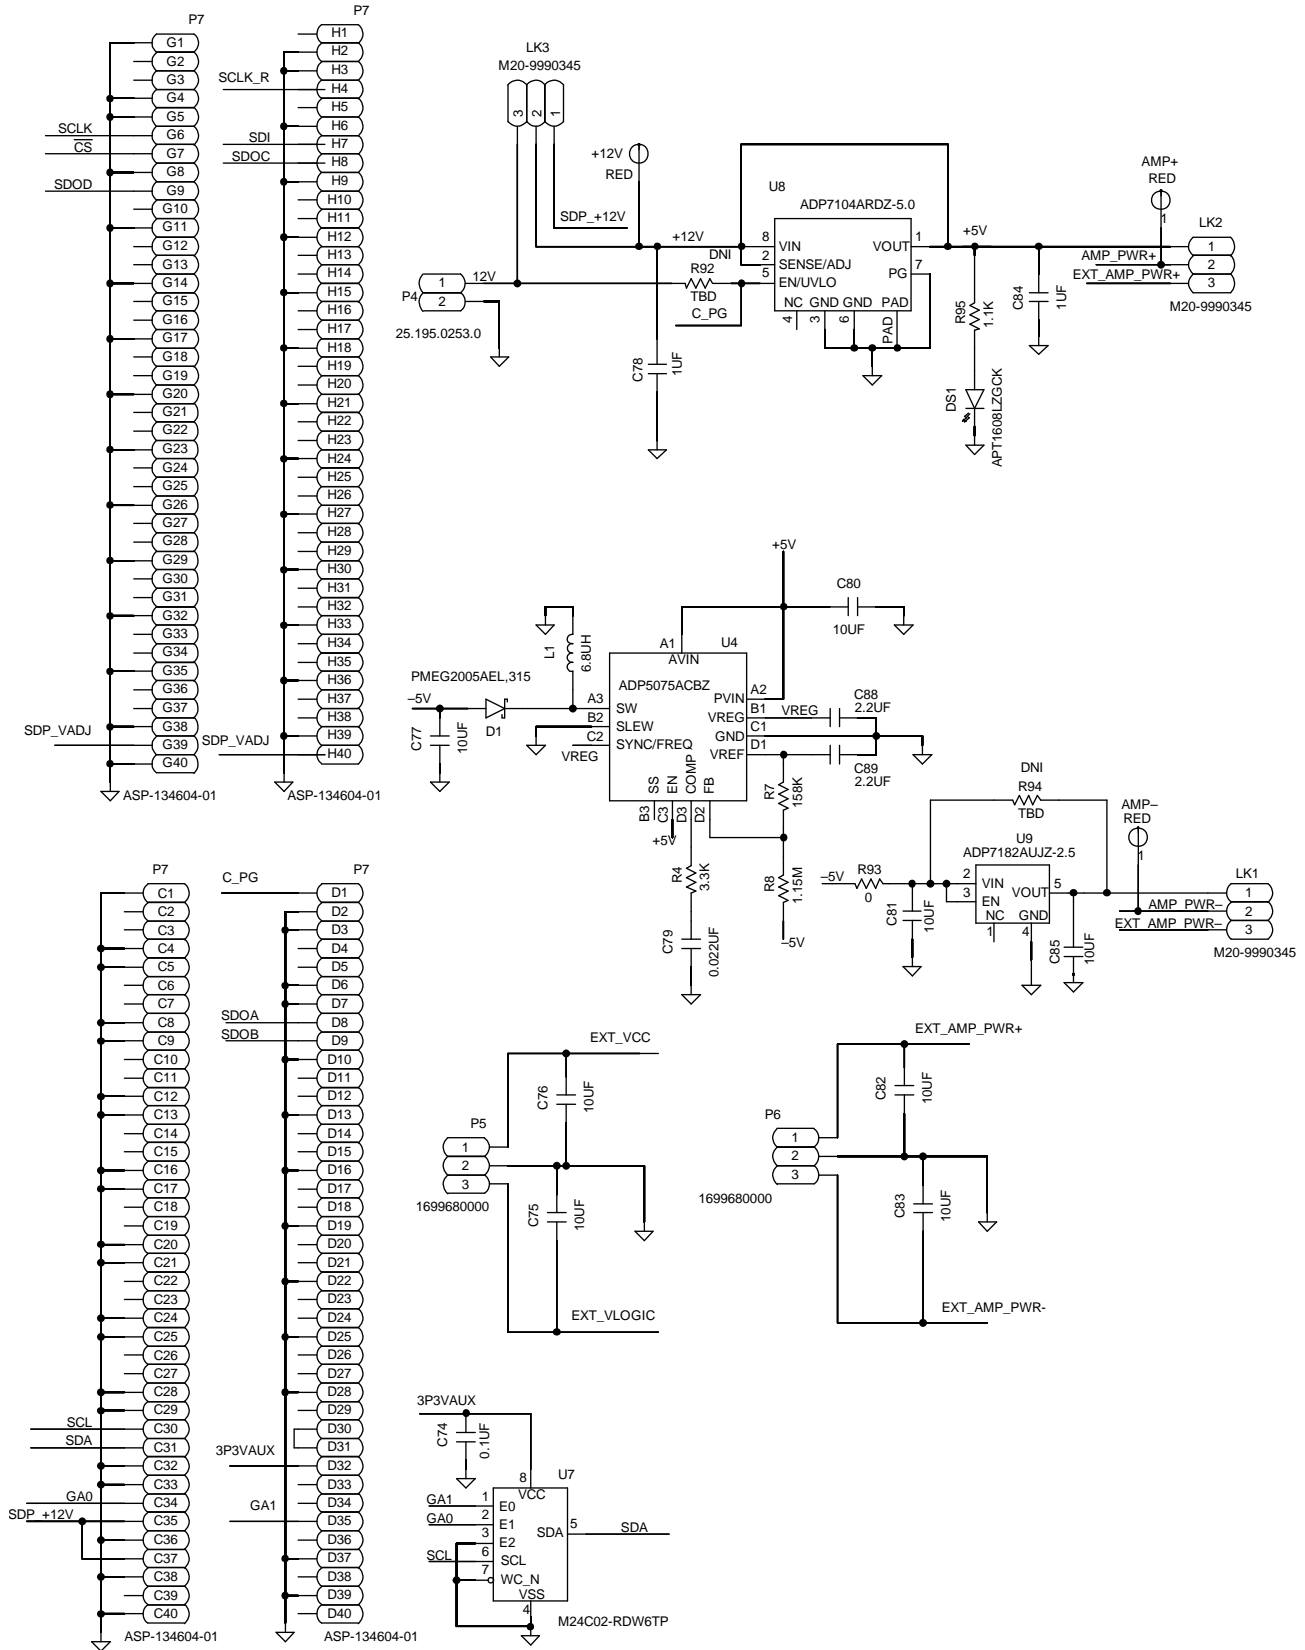 P7
G1
G2
G3
G4
G5
SCLK G6
CS G7
G8
SDOD G9
G10
G11
G12
G13
G14
G15
G16
G17
G18
G19
G20
G21
G22
G23
G24
G25
G26
G27
G28
G29
G30
G31
G32
G33
G34
G35
G36
G37
G38
SDP_VADJ G39
G40
ASP-134604-01
P7
H1
H2
H3
SCLK_R H4
H5
H6
SDI H7
SDOC H8
H9
H10
H11
H12
H13
H14
H15
H16
H17
H18
H19
H20
H21
H22
H23
H24
H25
H26
H27
H28
H29
H30
H31
H32
H33
H34
H35
H36
H37
H38
H39
SDP_VADJ H40
ASP-134604-01
LK3
M20-9990345
3 2 1
+12V
RED
SDP_+12V
P4
1 12V
2
25.195.0253.0
+12V
DNI
R92
TBD
C_PG
C78
1UF
U8
ADP7104ARDZ-5.0
8 VIN
2 SENSE/ADJ
5 EN/UVLO
VOUT 1
PG 7
NC GND GND PAD
4 3 6 PAD
+5V
R95
1.1K
DS1
APT1608LZGCK
C84
1UF
AMP+
RED
1
LK2
1
AMP_PWR+ 2
EXT_AMP_PWR+ 3
M20-9990345
+5V
C80
10UF
L1
6.8UH
PMEG2005AEL,315
–5V
D1
C77
10UF
U4
ADP5075ACBZ
A1
AVIN
A3 SW
B2 SLEW
C2 SYNC/FREQ
VREG
PVIN A2
VREG B1 VREG
GND C1
VREF D1
SS EN COMP FB
B3 C3 D3 D2
+5V
C88
2.2UF
C89
2.2UF
R7
158K
R8
1.15M
–5V
R4
3.3K
C79
0.022UF
DNI
R94
TBD
–5V
R93
0
C81
10UF
U9
ADP7182AUJZ-2.5
2 VIN
3 EN
VOUT 5
NC GND
1 4
C85
10UF
AMP–
RED
1
LK1
1
AMP_PWR– 2
EXT_AMP_PWR– 3
M20-9990345
P7
C1
C2
C3
C4
C5
C6
C7
C8
C9
C10
C11
C12
C13
C14
C15
C16
C17
C18
C19
C20
C21
C22
C23
C24
C25
C26
C27
C28
C29
SCL C30
SDA C31
C32
C33
GA0 C34
SDP_+12V C35
C36
C37
C38
C39
C40
ASP-134604-01
P7
C_PG D1
D2
D3
D4
D5
D6
D7
SDOA D8
SDOB D9
D10
D11
D12
D13
D14
D15
D16
D17
D18
D19
D20
D21
D22
D23
D24
D25
D26
D27
D28
D29
D30
D31
3P3VAUX D32
D33
D34
GA1 D35
D36
D37
D38
D39
D40
ASP-134604-01
EXT_VCC
C76
10UF
P5
1
2
3
1699680000
C75
10UF
EXT_VLOGIC
EXT_AMP_PWR+
C82
10UF
P6
1
2
3
1699680000
C83
10UF
EXT_AMP_PWR-
3P3VAUX
C74
0.1UF
U7
8
VCC
GA1 1 E0
GA0 2 E1
3 E2
SCL 6 SCL
7 WC_N
SDA 5 SDA
VSS
4
M24C02-RDW6TP